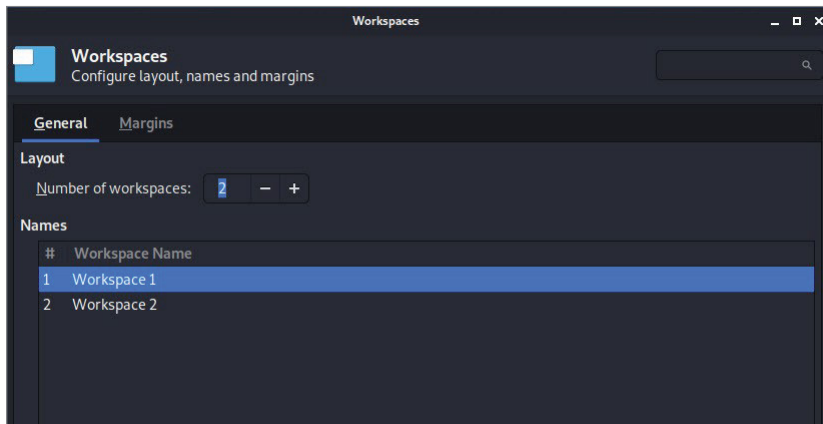 Workspaces
Workspaces
Configure layout, names and margins
General Margins
Layout
Number of workspaces: 2 − +
Names
# Workspace Name
1 Workspace 1
2 Workspace 2